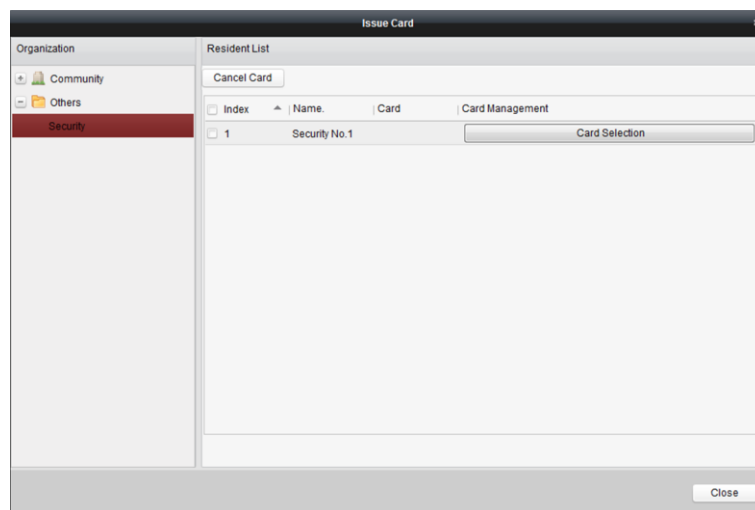 Issue Card
Organization
Resident List
Community
Others
Security
Cancel Card
Index Name. Card Card Management
1 Security No.1 Card Selection
Close